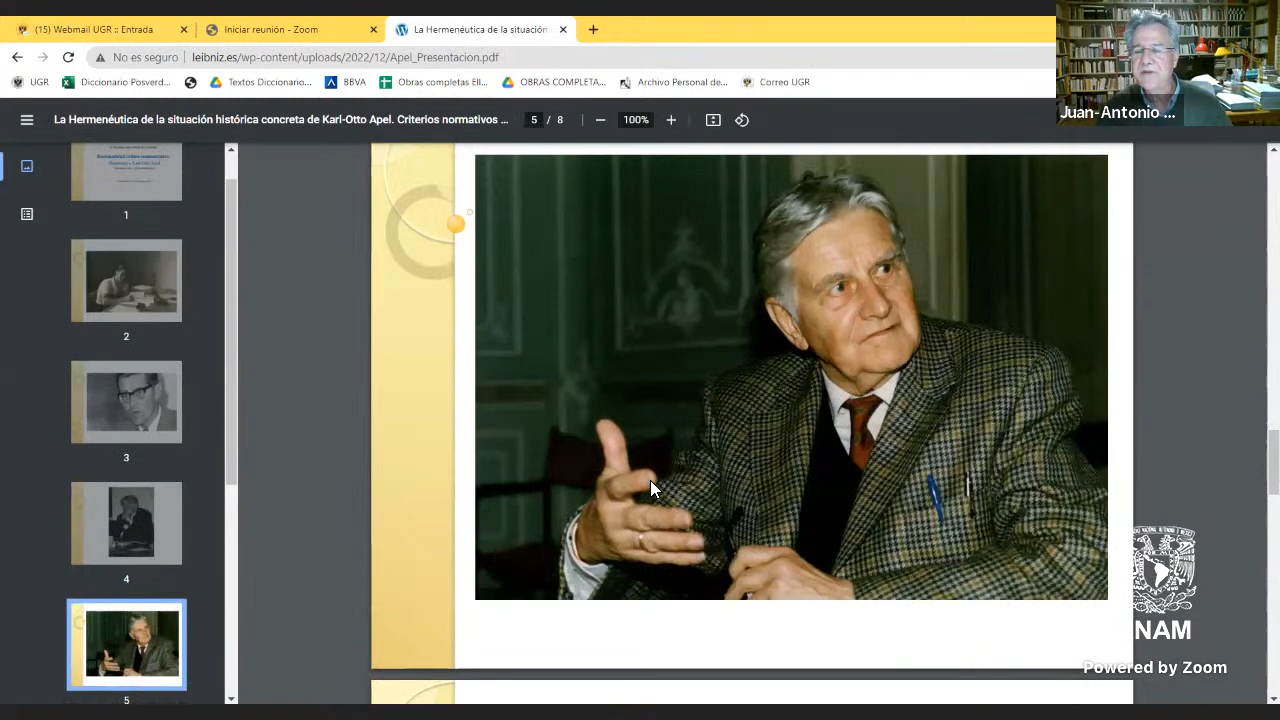 (15) Webmail UGR :: Entrada
Iniciar reunión - Zoom
La Hermenéutica de la situación
No es seguro
leibniz.es/wp-content/uploads/2022/12/Apel_Presentacion.pdf
UGR
Diccionario Posverd...
Textos Diccionario...
BBVA
Obras completas Ell...
OBRAS COMPLETA...
Archivo Personal de...
Correo UGR
Juan-Antonio ...
La Hermenéutica de la situación histórica concreta de Karl-Otto Apel. Criterios normativos ...
5 / 8
100%
1
2
3
4
5
NAM
Powered by Zoom